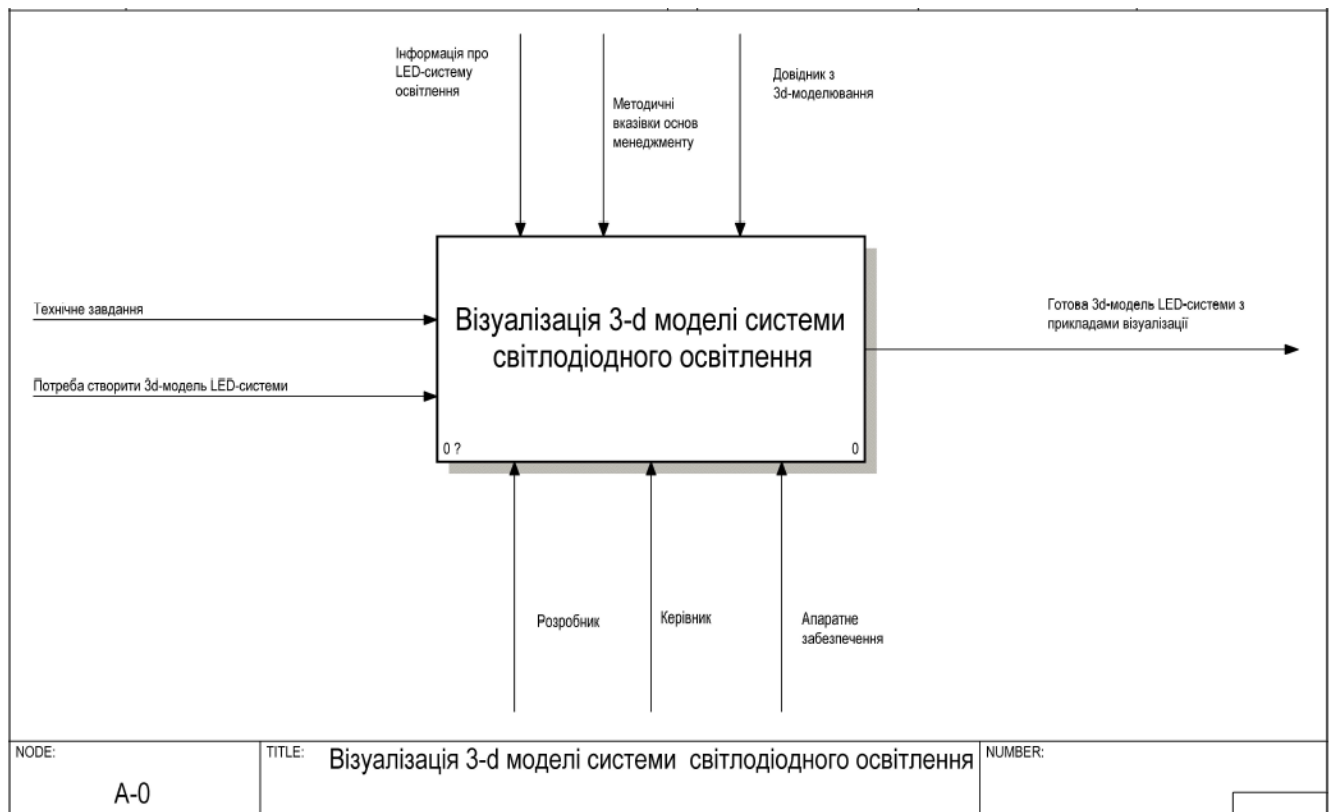 Інформація про
LED-систему
освітлення
Методичні
вказівки основ
менеджменту
Довідник з
3d-моделювання
Технічне завдання
Потреба створити 3d-модель LED-системи
Візуалізація 3-d моделі системи
світлодіодного освітлення
0 ?
0
Готова 3d-модель LED-системи з
прикладами візуалізації
Розробник
Керівник
Апаратне
забезпечення
NODE:
A-0
TITLE:
Візуалізація 3-d моделі системи світлодіодного освітлення
NUMBER: